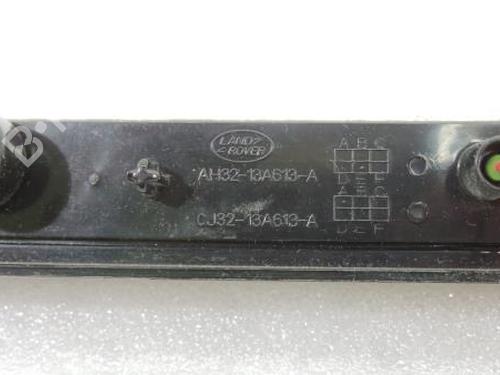 LAND
ROVER
AH32-13A613-A
CJ32-13A613-A
A B C
D E F
A B C
D E F